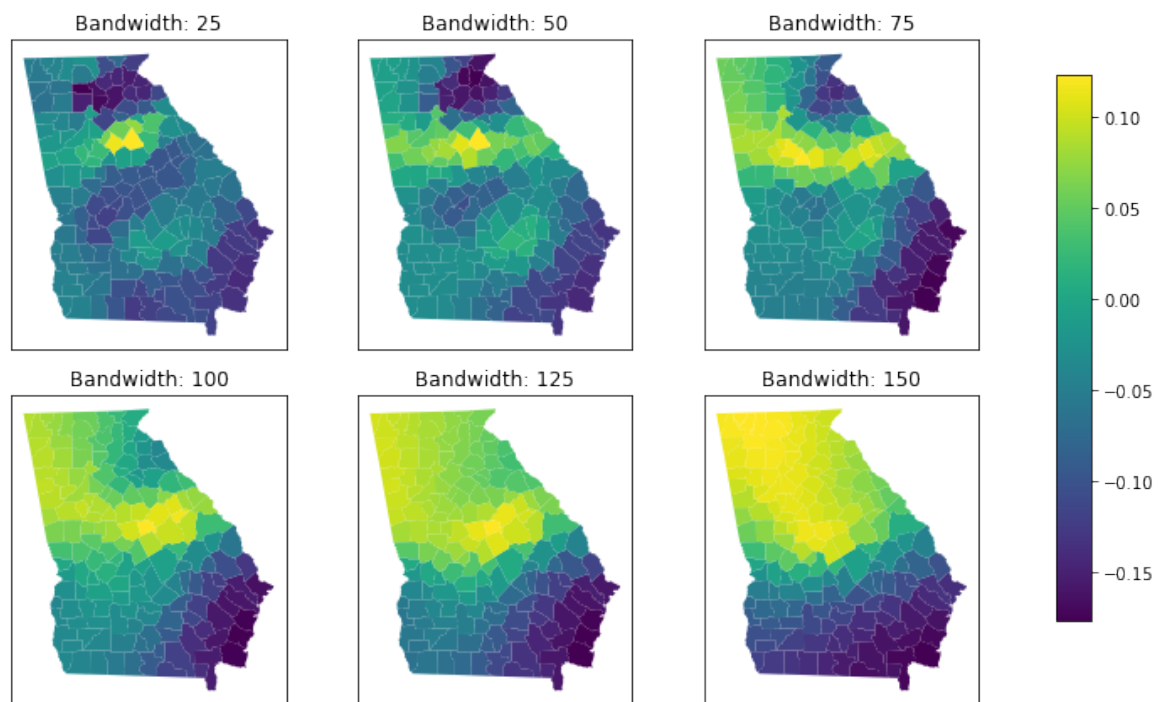 Bandwidth: 25
Bandwidth: 50
Bandwidth: 75
0.10
0.05
0.00
−0.05
−0.10
−0.15
Bandwidth: 100
Bandwidth: 125
Bandwidth: 150